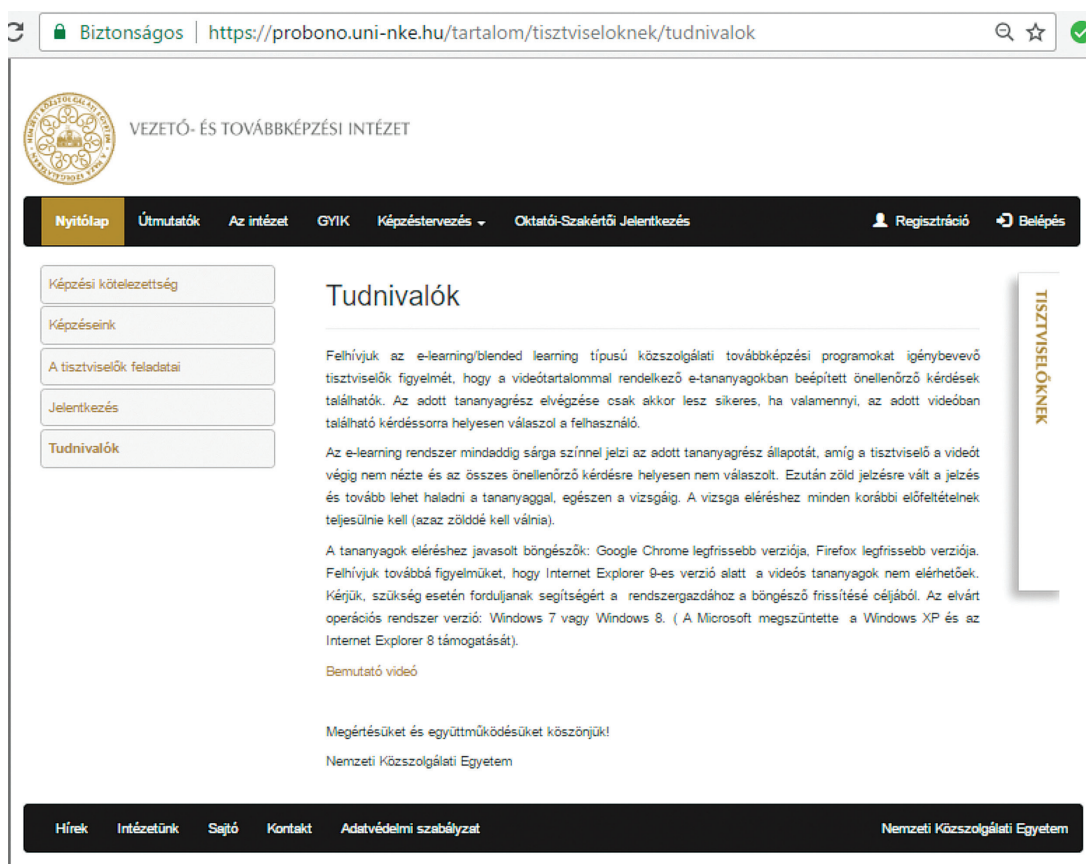 Biztonságos | https://probono.uni-nke.hu/tartalom/tisztviseloknek/tudnivalok
VEZETŐ- ÉS TOVÁBBKÉPZÉSI INTÉZET
Nyitólap Útmutatók Az intézet GYIK Képzéstervezés Oktatói-Szakértői Jelentkezés Regisztráció Belépés
Képzési kötelezettség
Képzéseink
A tisztviselők feladatai
Jelentkezés
Tudnivalók
Tudnivalók
Felhívjuk az e-learning/blended learning típusú közszolgálati továbbképzési programokat igénybevevő
tisztviselők figyelmét, hogy a videótartalommal rendelkező e-tananyagokban beépített önellenőrző kérdések
találhatók. Az adott tananyagrész elvégzése csak akkor lesz sikeres, ha valamennyi, az adott videóban
található kérdéssorra helyesen válaszol a felhasználó.
Az e-learning rendszer mindaddig sárga színnel jelzi az adott tananyagrész állapotát, amíg a tisztviselő a videót
végig nem nézte és az összes önellenőrző kérdésre helyesen nem válaszolt. Ezután zöld jelzésre vált a jelzés
és tovább lehet haladni a tananyaggal, egészen a vizsgáig. A vizsga eléréshez minden korábbi előfeltételnek
teljesülnie kell (azaz zölddé kell válnia).
A tananyagok eléréshez javasolt böngészők: Google Chrome legfrissebb verziója, Firefox legfrissebb verziója.
Felhívjuk továbbá figyelmüket, hogy Internet Explorer 9-es verzió alatt a videós tananyagok nem elérhetőek.
Kérjük, szükség esetén forduljanak segítségért a rendszergazdához a böngésző frissítésé céljából. Az elvárt
operációs rendszer verzió: Windows 7 vagy Windows 8. ( A Microsoft megszüntette a Windows XP és az
Internet Explorer 8 támogatását).
Bemutató videó
Megértésüket és együttműködésüket köszönjük!
Nemzeti Közszolgálati Egyetem
TISZTVISELŐKNEK
Hírek Intézetünk Sajtó Kontakt Adatvédelmi szabályzat Nemzeti Közszolgálati Egyetem